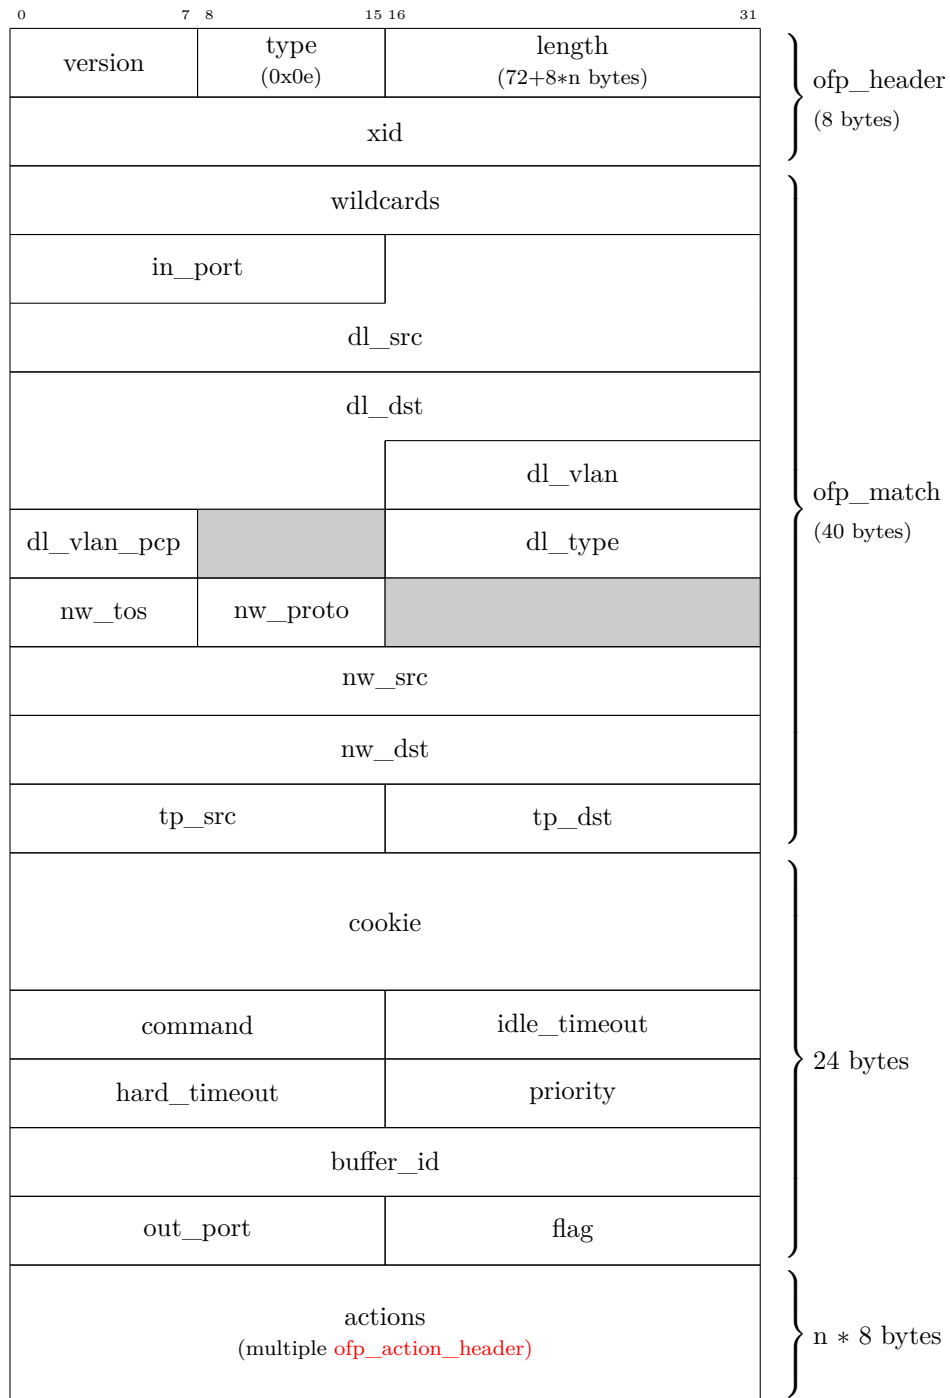 0 7 8 15 16 31
version type length
(0x0e) (72+8*n bytes)
ofp_header
(8 bytes)
xid
wildcards
in_port
dl_src
dl_dst
dl_vlan
ofp_match
(40 bytes)
dl_vlan_pcp dl_type
nw_tos nw_proto
nw_src
nw_dst
tp_src tp_dst
cookie
command idle_timeout
24 bytes
hard_timeout priority
buffer_id
out_port flag
actions
(multiple ofp_action_header)
n * 8 bytes